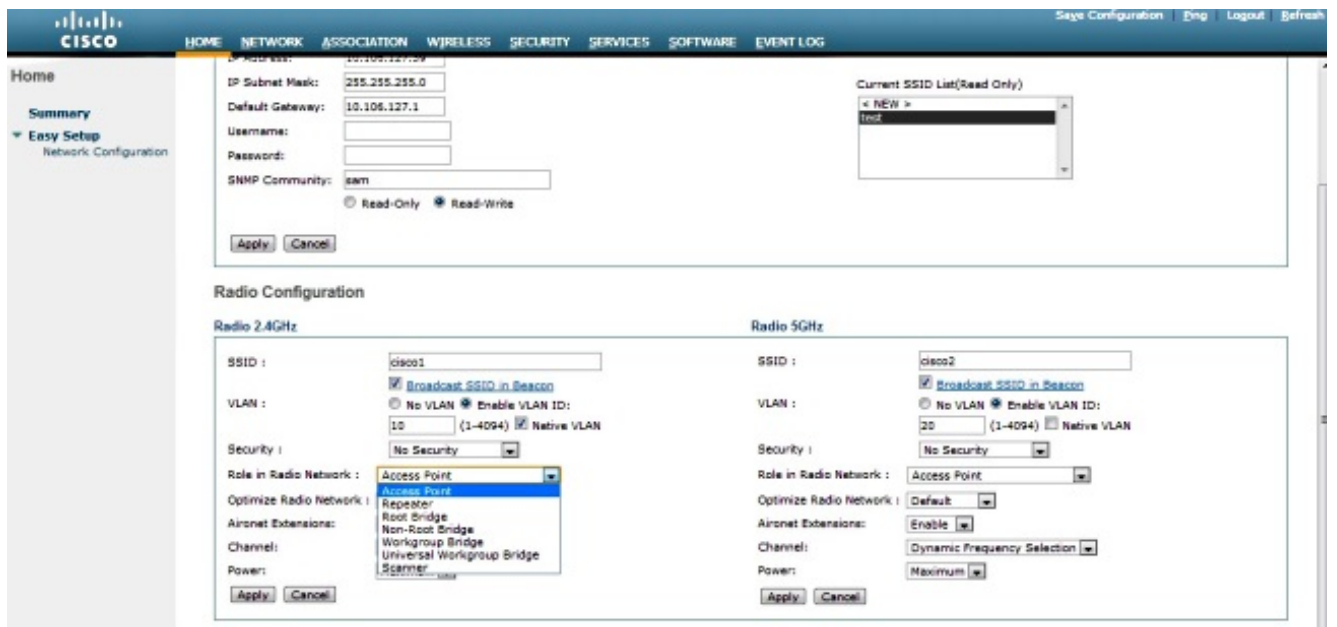 Save Configuration Ping Logout Refresh
CISCO
HOME NETWORK ASSOCIATION WIRELESS SECURITY SERVICES SOFTWARE EVENT LOG
Home
Summary
Easy Setup
Network Configuration
IP Address:
IP Subnet Mask: 255.255.255.0
Default Gateway: 10.106.127.1
Username:
Password:
SNMP Community: sam
Read-Only Read-Write
Apply Cancel
Current SSID List(Read Only)
< NEW >
test
Radio Configuration
Radio 2.4GHz
SSID : cisco1
Broadcast SSID in Beacon
VLAN : No VLAN Enable VLAN ID:
10 (1-4094) Native VLAN
Security : No Security
Role in Radio Network : Access Point
Access Point
Repeater
Root Bridge
Non-Root Bridge
Workgroup Bridge
Universal Workgroup Bridge
Scanner
Optimize Radio Network :
Aironet Extensions:
Channel:
Power:
Apply Cancel
Radio 5GHz
SSID : cisco2
Broadcast SSID in Beacon
VLAN : No VLAN Enable VLAN ID:
20 (1-4094) Native VLAN
Security : No Security
Role in Radio Network : Access Point
Optimize Radio Network : Default
Aironet Extensions: Enable
Channel: Dynamic Frequency Selection
Power: Maximum
Apply Cancel